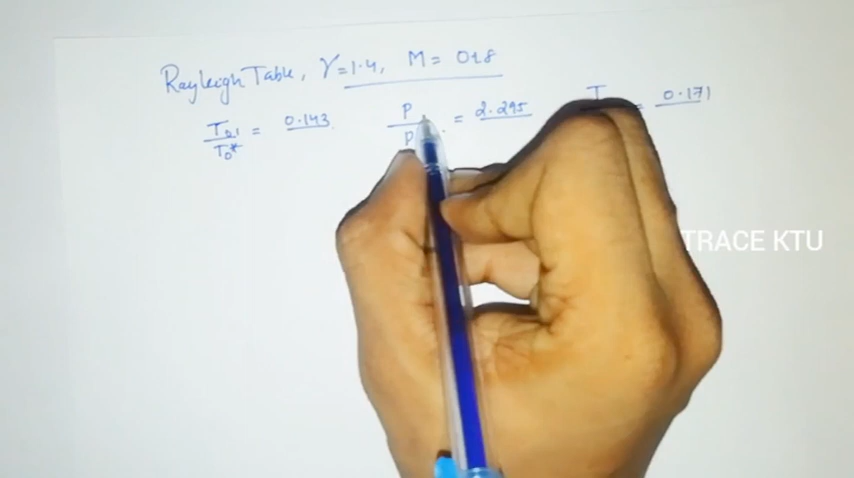 Rayleigh Table, γ=1.4, M = 0.18
T01/T0* = 0.143 P/P = 2.295 T = 0.171
TRACE KTU